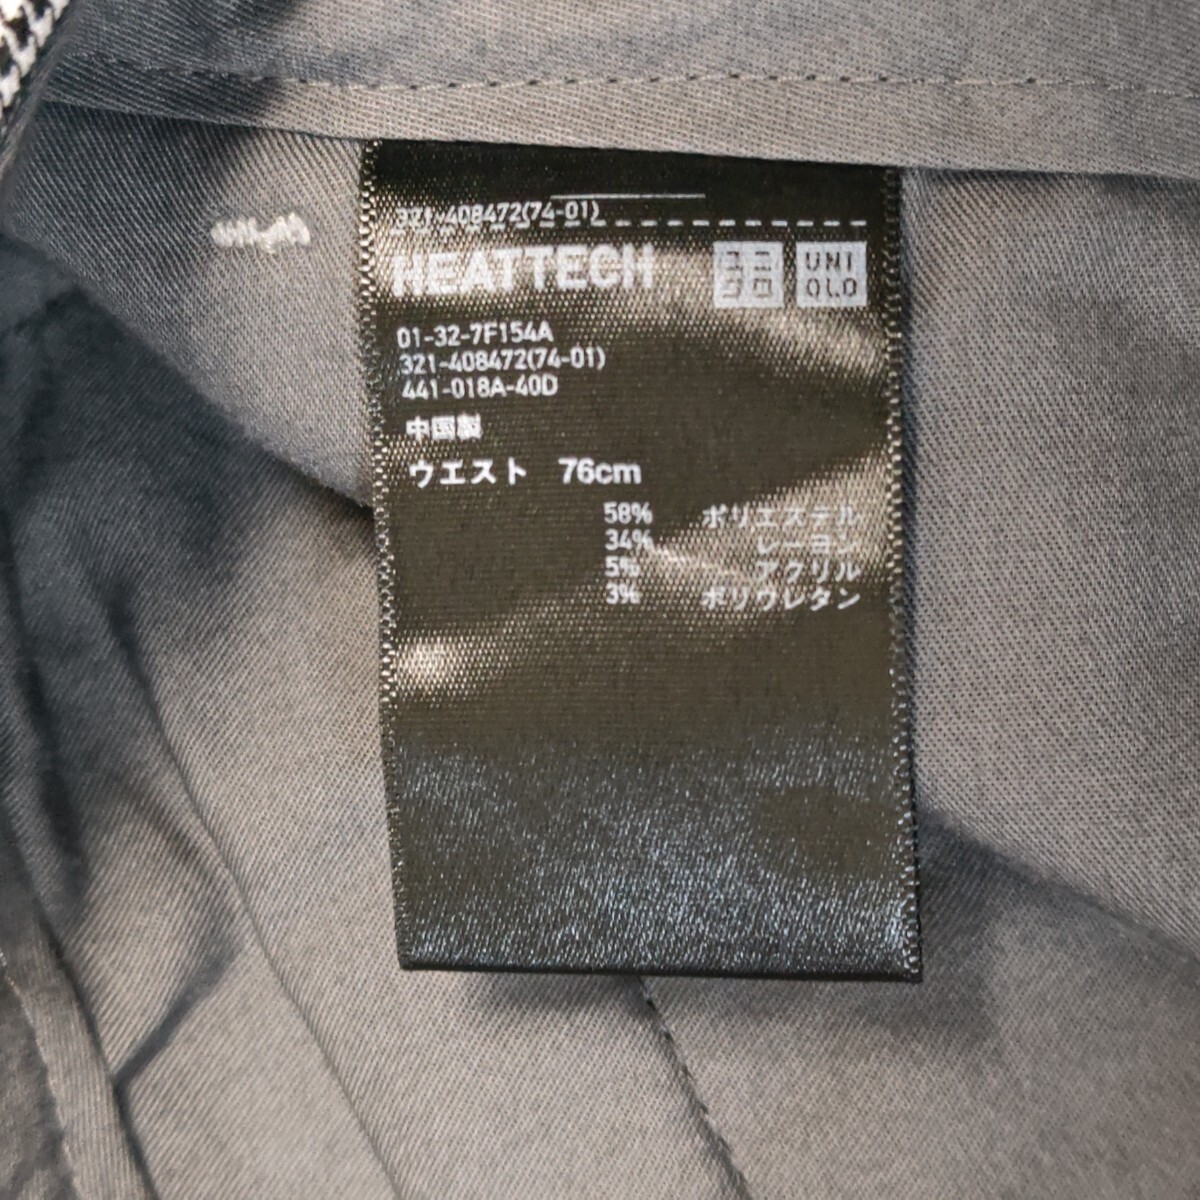 321-408472(74-01)
HEATTECH ユニクロ UNIQLO
01-32-7F154A
321-408472(74-01)
441-018A-40D
中国製
ウエスト 76cm
58% ポリエステル
34% レーヨン
5% アクリル
3% ポリウレタン